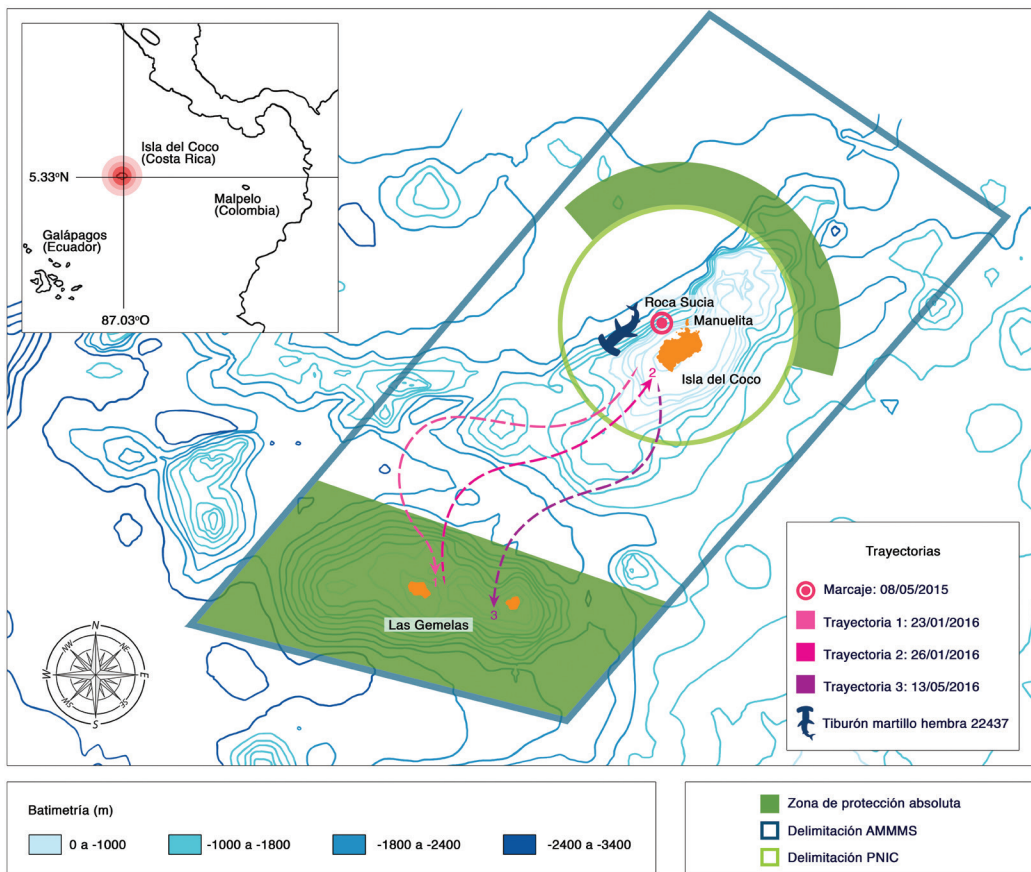 Isla del Coco
(Costa Rica)
5.33ºN
Malpelo
(Colombia)
Galápagos
(Ecuador)
87.03ºO
Roca Sucia
Manuelita
Isla del Coco
2
3
Las Gemelas
N
NE
E
SE
S
SW
W
NW
Trayectorias
Marcaje: 08/05/2015
Trayectoria 1: 23/01/2016
Trayectoria 2: 26/01/2016
Trayectoria 3: 13/05/2016
Tiburón martillo hembra 22437
Batimetría (m)
0 a -1000
-1000 a -1800
-1800 a -2400
-2400 a -3400
Zona de protección absoluta
Delimitación AMMMS
Delimitación PNIC